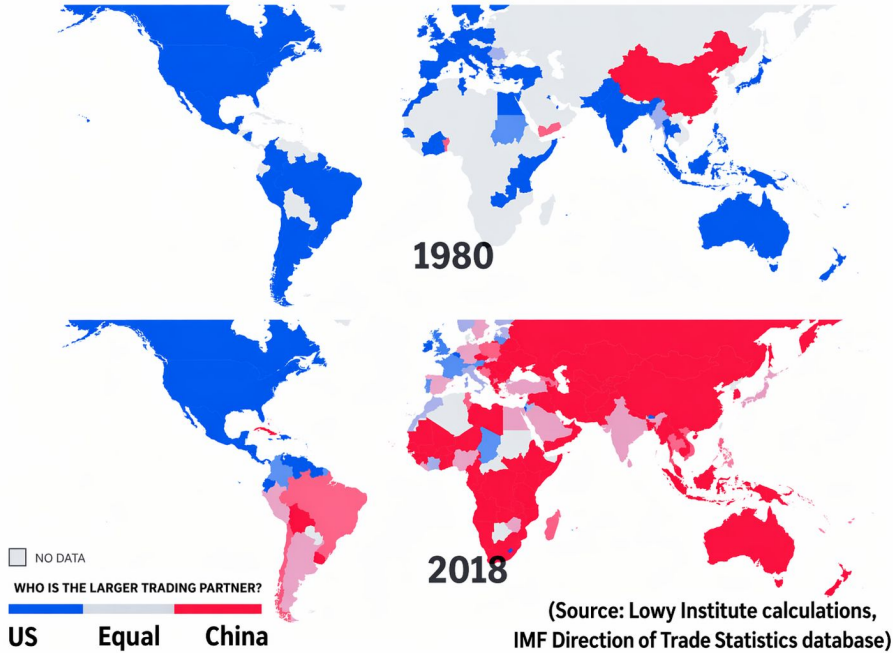 1980
2018
NO DATA
WHO IS THE LARGER TRADING PARTNER?
US Equal China
(Source: Lowy Institute calculations,
IMF Direction of Trade Statistics database)